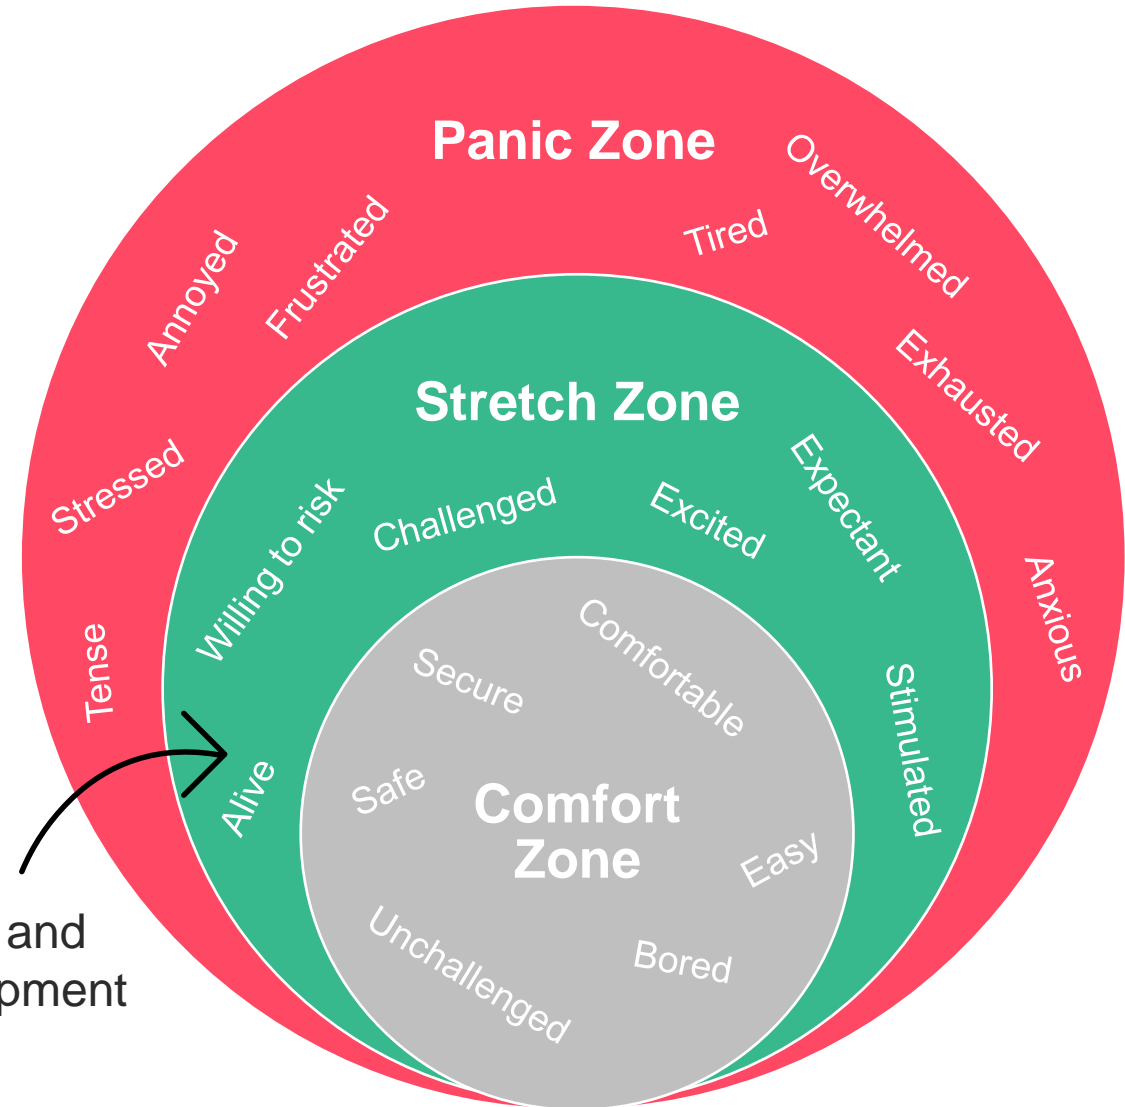 Panic Zone
Overwhelmed
Tired
Frustrated
Annoyed
Exhausted
Stressed
Anxious
Tense
Stretch Zone
Expectant
Excited
Challenged
Willing to risk
Stimulated
Alive
Comfortable
Secure
Safe
Comfort
Zone
Easy
Unchallenged
Bored
and
pment